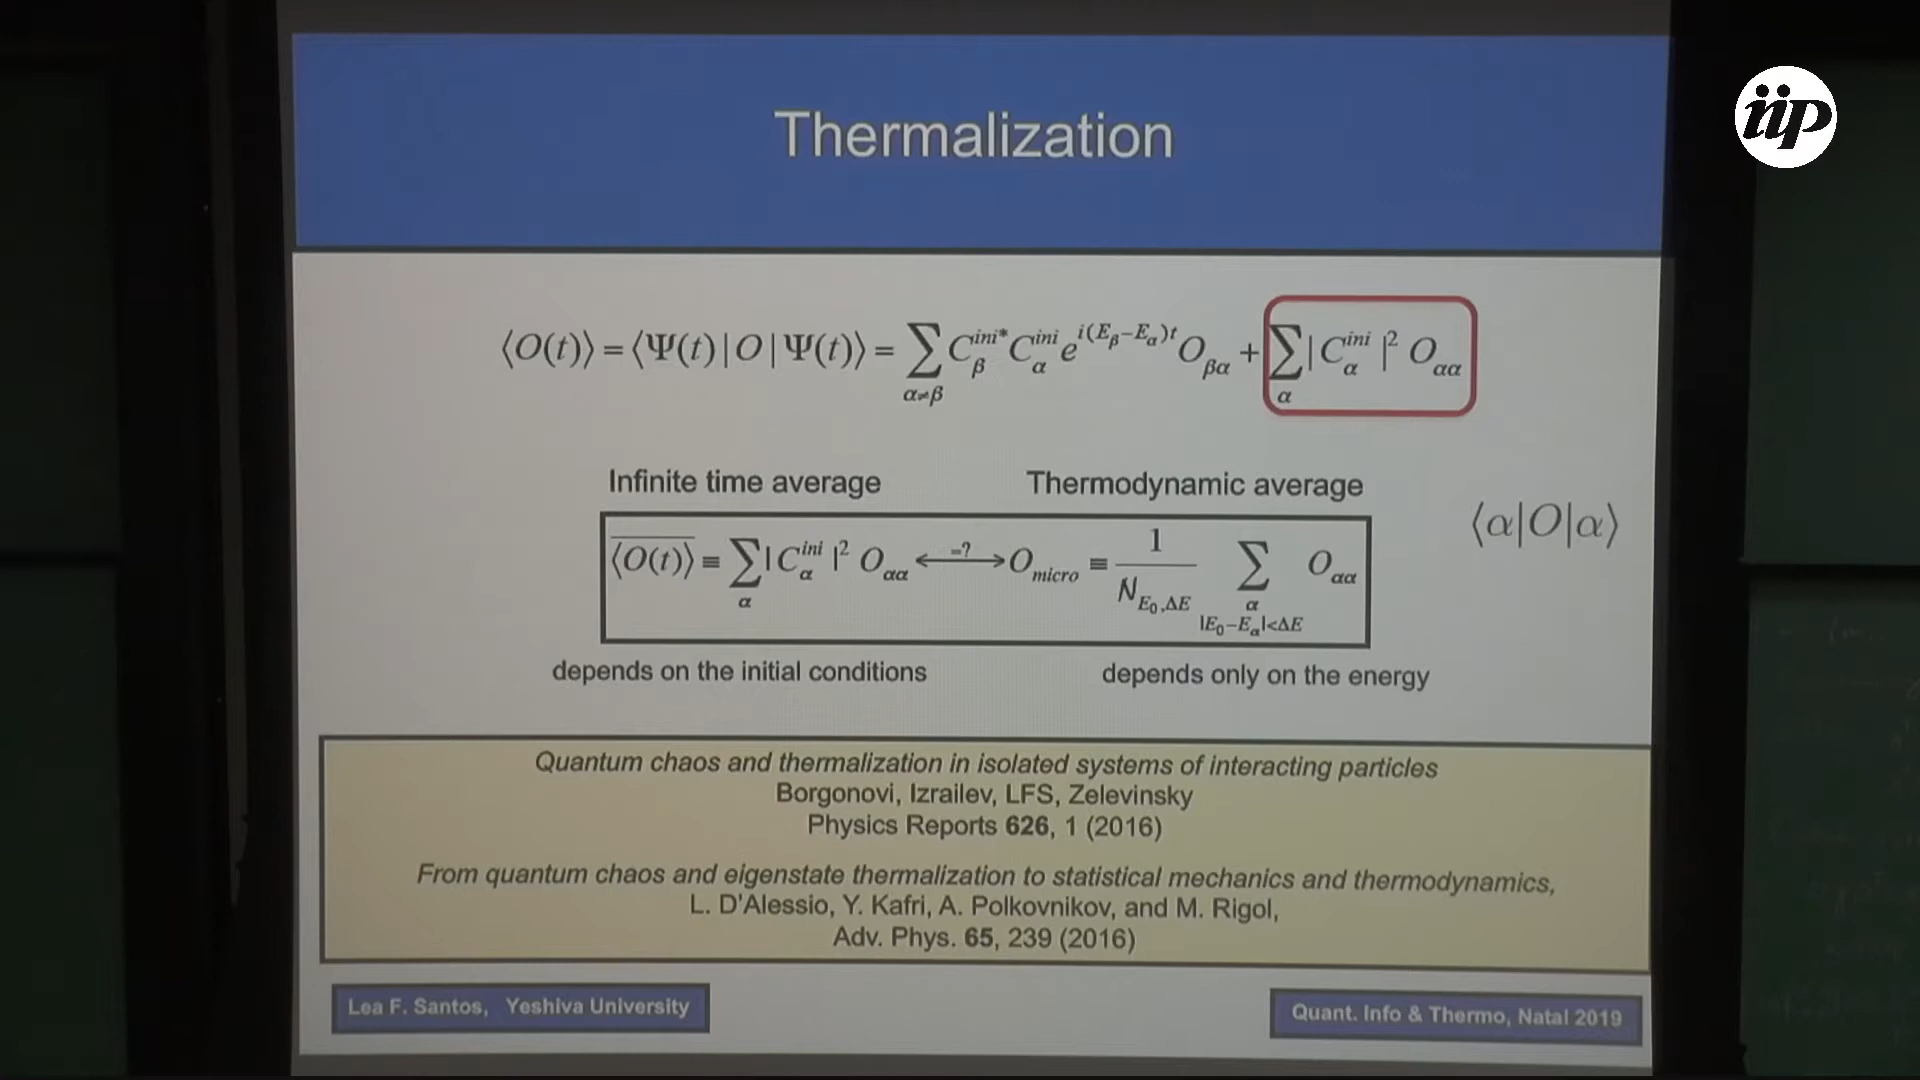 iip
Thermalization
⟨O(t)⟩ = ⟨Ψ(t) | O | Ψ(t)⟩ = ∑_{α≠β} C_β^{ini*} C_α^{ini} e^{i(E_β−E_α)t} O_{βα} + ∑_α | C_α^{ini} |² O_{αα}
Infinite time average Thermodynamic average
\overline{⟨O(t)⟩} ≡ ∑_α | C_α^{ini} |² O_{αα} ⟷^{=?} O_{micro} ≡ \frac{1}{N_{E_0,ΔE}} ∑_{α, |E_0−E_α|<ΔE} O_{αα}
⟨α|O|α⟩
depends on the initial conditions depends only on the energy
Quantum chaos and thermalization in isolated systems of interacting particles
Borgonovi, Izrailev, LFS, Zelevinsky
Physics Reports 626, 1 (2016)
From quantum chaos and eigenstate thermalization to statistical mechanics and thermodynamics,
L. D'Alessio, Y. Kafri, A. Polkovnikov, and M. Rigol,
Adv. Phys. 65, 239 (2016)
Lea F. Santos, Yeshiva University
Quant. Info & Thermo, Natal 2019